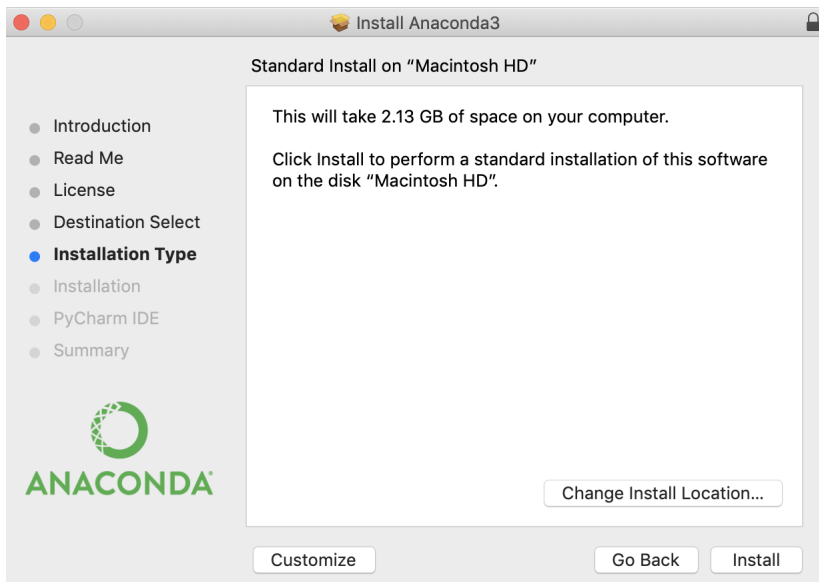 Install Anaconda3
Standard Install on “Macintosh HD”
Introduction
Read Me
License
Destination Select
Installation Type
Installation
PyCharm IDE
Summary
ANACONDA®
This will take 2.13 GB of space on your computer.
Click Install to perform a standard installation of this software
on the disk “Macintosh HD”.
Change Install Location...
Customize
Go Back
Install